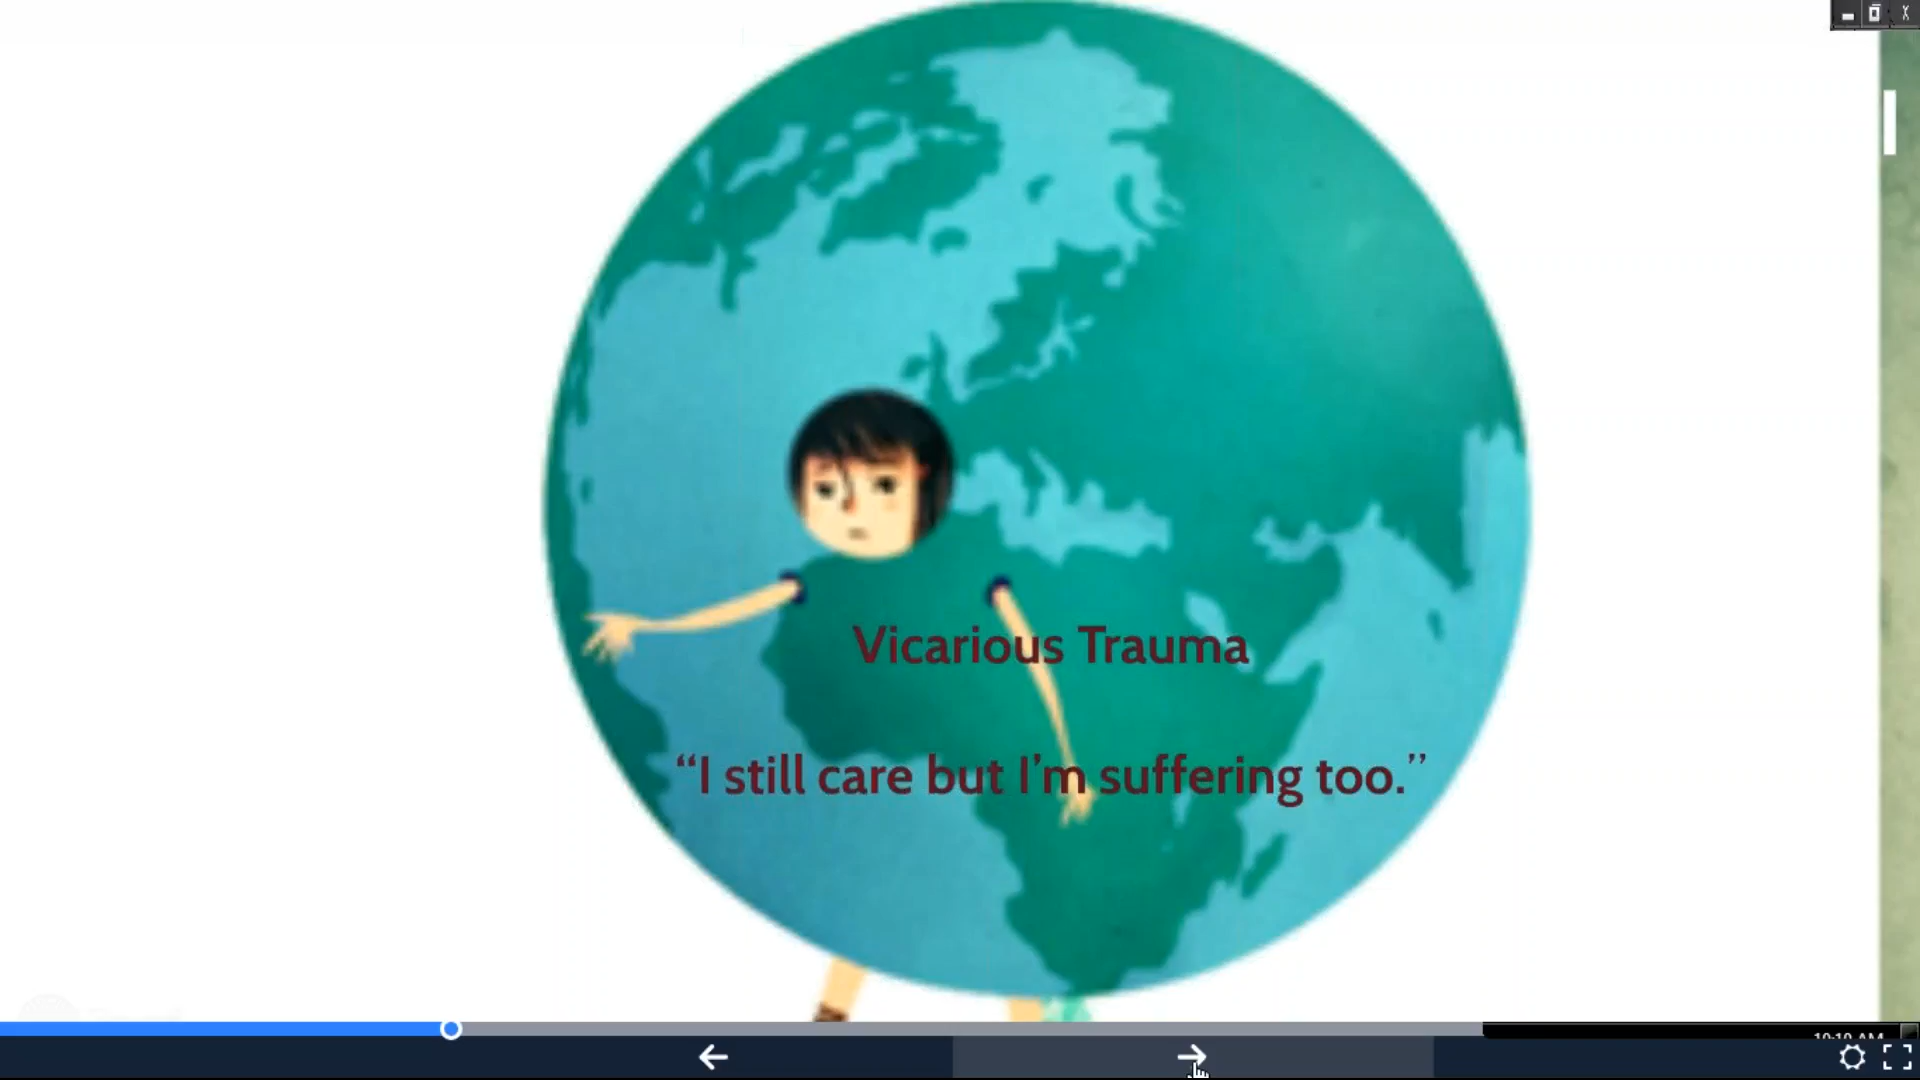 Vicarious Trauma
“I still care but I’m suffering too.”